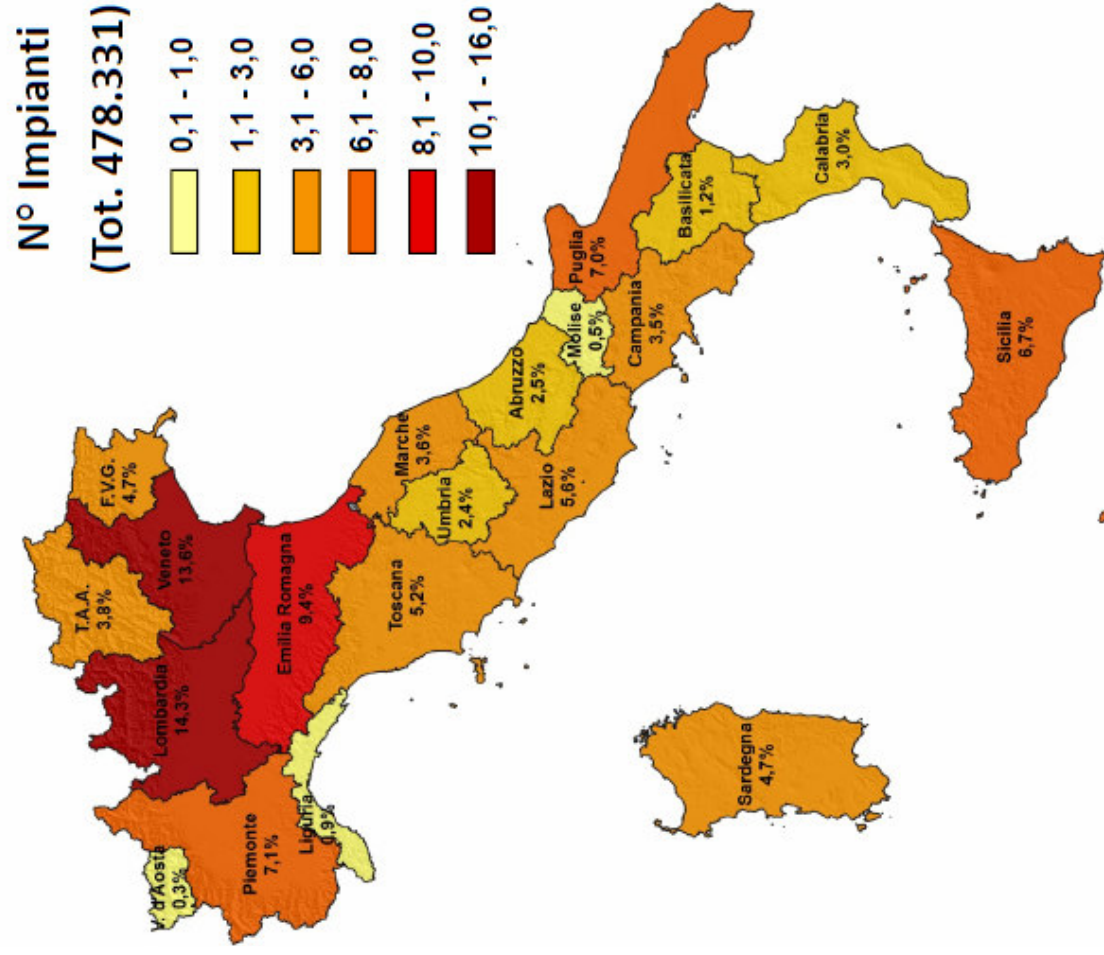 N° Impianti
(Tot. 478.331)
0,1 - 1,0
1,1 - 3,0
3,1 - 6,0
6,1 - 8,0
8,1 - 10,0
10,1 - 16,0
T.A.A.
3,8%
F.V.G.
4,7%
V. d'Aosta
0,3%
Lombardia
14,3%
Veneto
13,6%
Piemonte
7,1%
Liguria
0,9%
Emilia Romagna
9,4%
Toscana
5,2%
Marche
3,6%
Umbria
2,4%
Lazio
5,6%
Abruzzo
2,5%
Molise
0,5%
Puglia
7,0%
Campania
3,5%
Basilicata
1,2%
Calabria
3,0%
Sardegna
4,7%
Sicilia
6,7%